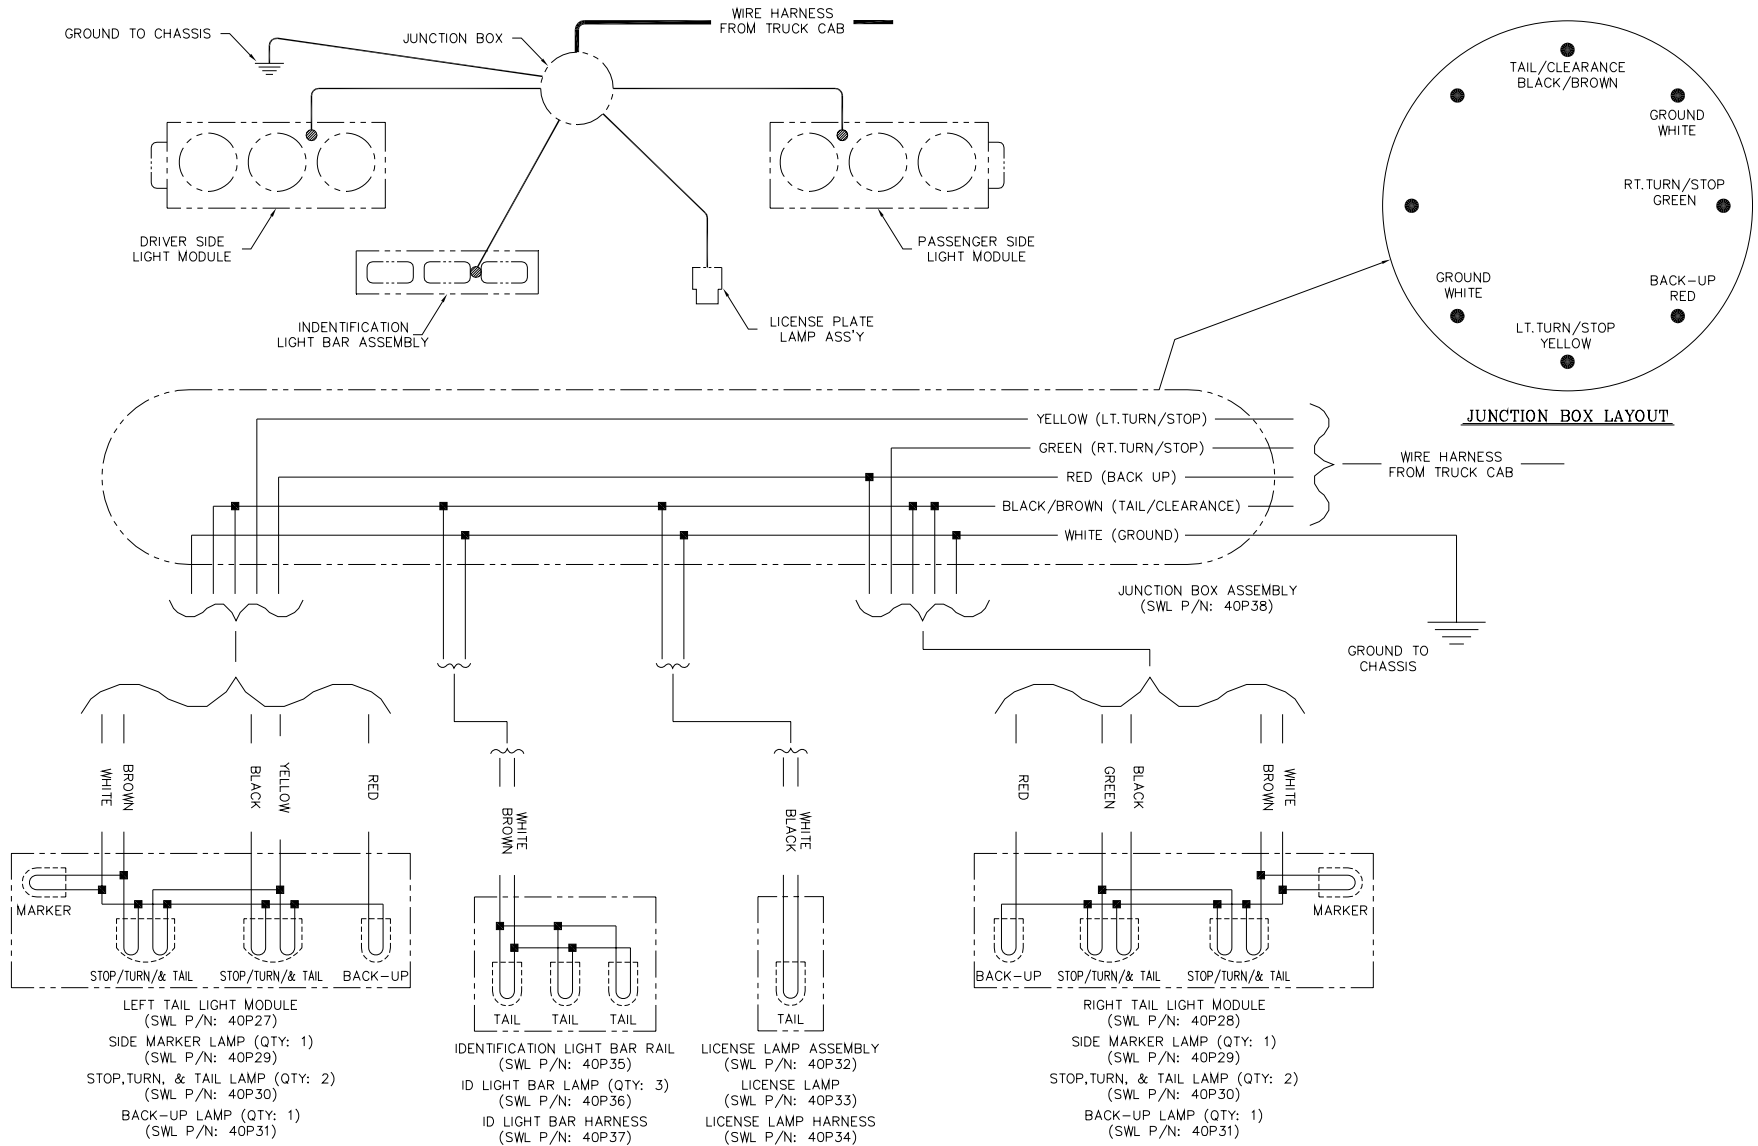 WIRE HARNESS
FROM TRUCK CAB
GROUND TO CHASSIS
JUNCTION BOX
DRIVER SIDE
LIGHT MODULE
PASSENGER SIDE
LIGHT MODULE
INDENTIFICATION
LIGHT BAR ASSEMBLY
LICENSE PLATE
LAMP ASS'Y
TAIL/CLEARANCE
BLACK/BROWN
GROUND
WHITE
RT.TURN/STOP
GREEN
BACK-UP
RED
GROUND
WHITE
LT.TURN/STOP
YELLOW
JUNCTION BOX LAYOUT
YELLOW (LT.TURN/STOP)
GREEN (RT.TURN/STOP)
RED (BACK UP)
BLACK/BROWN (TAIL/CLEARANCE)
WHITE (GROUND)
WIRE HARNESS
FROM TRUCK CAB
JUNCTION BOX ASSEMBLY
(SWL P/N: 40P38)
GROUND TO
CHASSIS
WHITE
BROWN
BLACK
YELLOW
RED
WHITE
BROWN
WHITE
BLACK
RED
GREEN
BLACK
BROWN
WHITE
MARKER
STOP/TURN/& TAIL
STOP/TURN/& TAIL
BACK-UP
LEFT TAIL LIGHT MODULE
(SWL P/N: 40P27)
SIDE MARKER LAMP (QTY: 1)
(SWL P/N: 40P29)
STOP,TURN, & TAIL LAMP (QTY: 2)
(SWL P/N: 40P30)
BACK-UP LAMP (QTY: 1)
(SWL P/N: 40P31)
TAIL
TAIL
TAIL
IDENTIFICATION LIGHT BAR RAIL
(SWL P/N: 40P35)
ID LIGHT BAR LAMP (QTY: 3)
(SWL P/N: 40P36)
ID LIGHT BAR HARNESS
(SWL P/N: 40P37)
TAIL
LICENSE LAMP ASSEMBLY
(SWL P/N: 40P32)
LICENSE LAMP
(SWL P/N: 40P33)
LICENSE LAMP HARNESS
(SWL P/N: 40P34)
MARKER
BACK-UP
STOP/TURN/& TAIL
STOP/TURN/& TAIL
RIGHT TAIL LIGHT MODULE
(SWL P/N: 40P28)
SIDE MARKER LAMP (QTY: 1)
(SWL P/N: 40P29)
STOP,TURN, & TAIL LAMP (QTY: 2)
(SWL P/N: 40P30)
BACK-UP LAMP (QTY: 1)
(SWL P/N: 40P31)